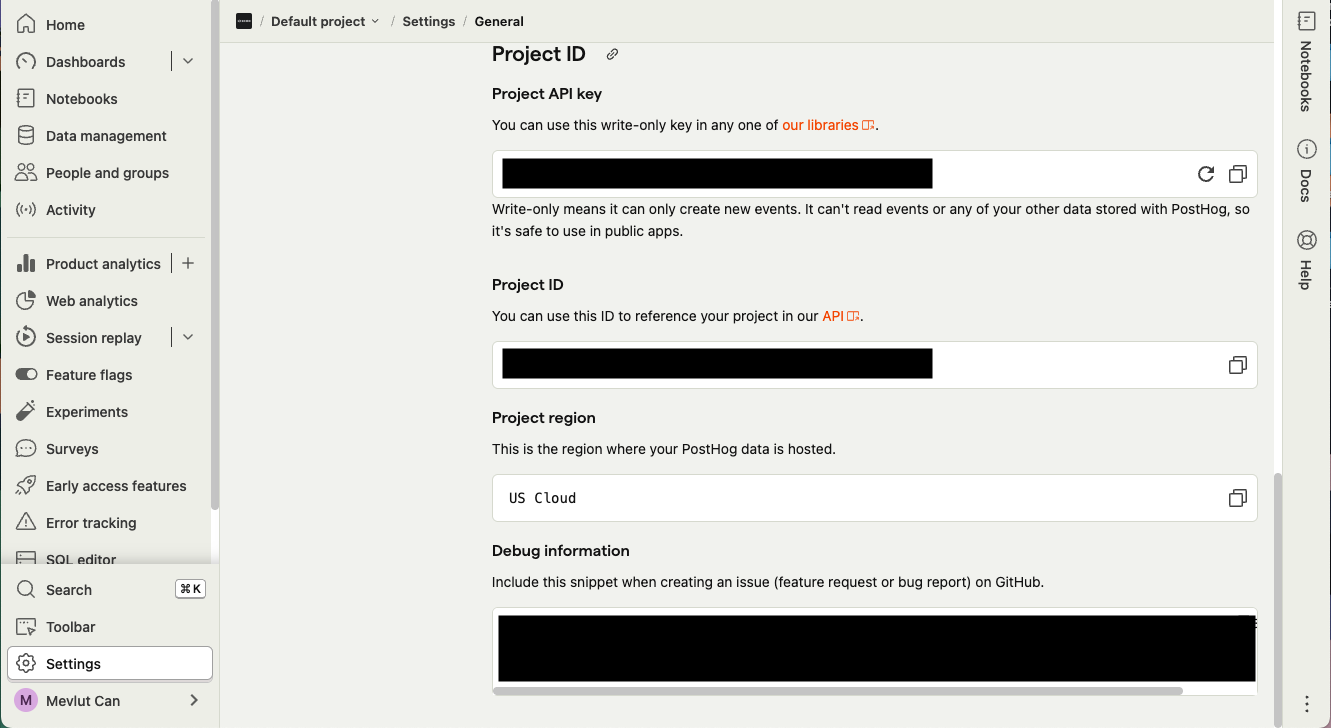 Home
Dashboards
Notebooks
Data management
People and groups
Activity
Product analytics
Web analytics
Session replay
Feature flags
Experiments
Surveys
Early access features
Error tracking
SQL editor
Search ⌘ K
Toolbar
Settings
M Mevlut Can
/ Default project / Settings / General
Project ID
Project API key
You can use this write-only key in any one of our libraries.
Write-only means it can only create new events. It can't read events or any of your other data stored with PostHog, so
it's safe to use in public apps.
Project ID
You can use this ID to reference your project in our API.
Project region
This is the region where your PostHog data is hosted.
US Cloud
Debug information
Include this snippet when creating an issue (feature request or bug report) on GitHub.
Notebooks
Docs
Help